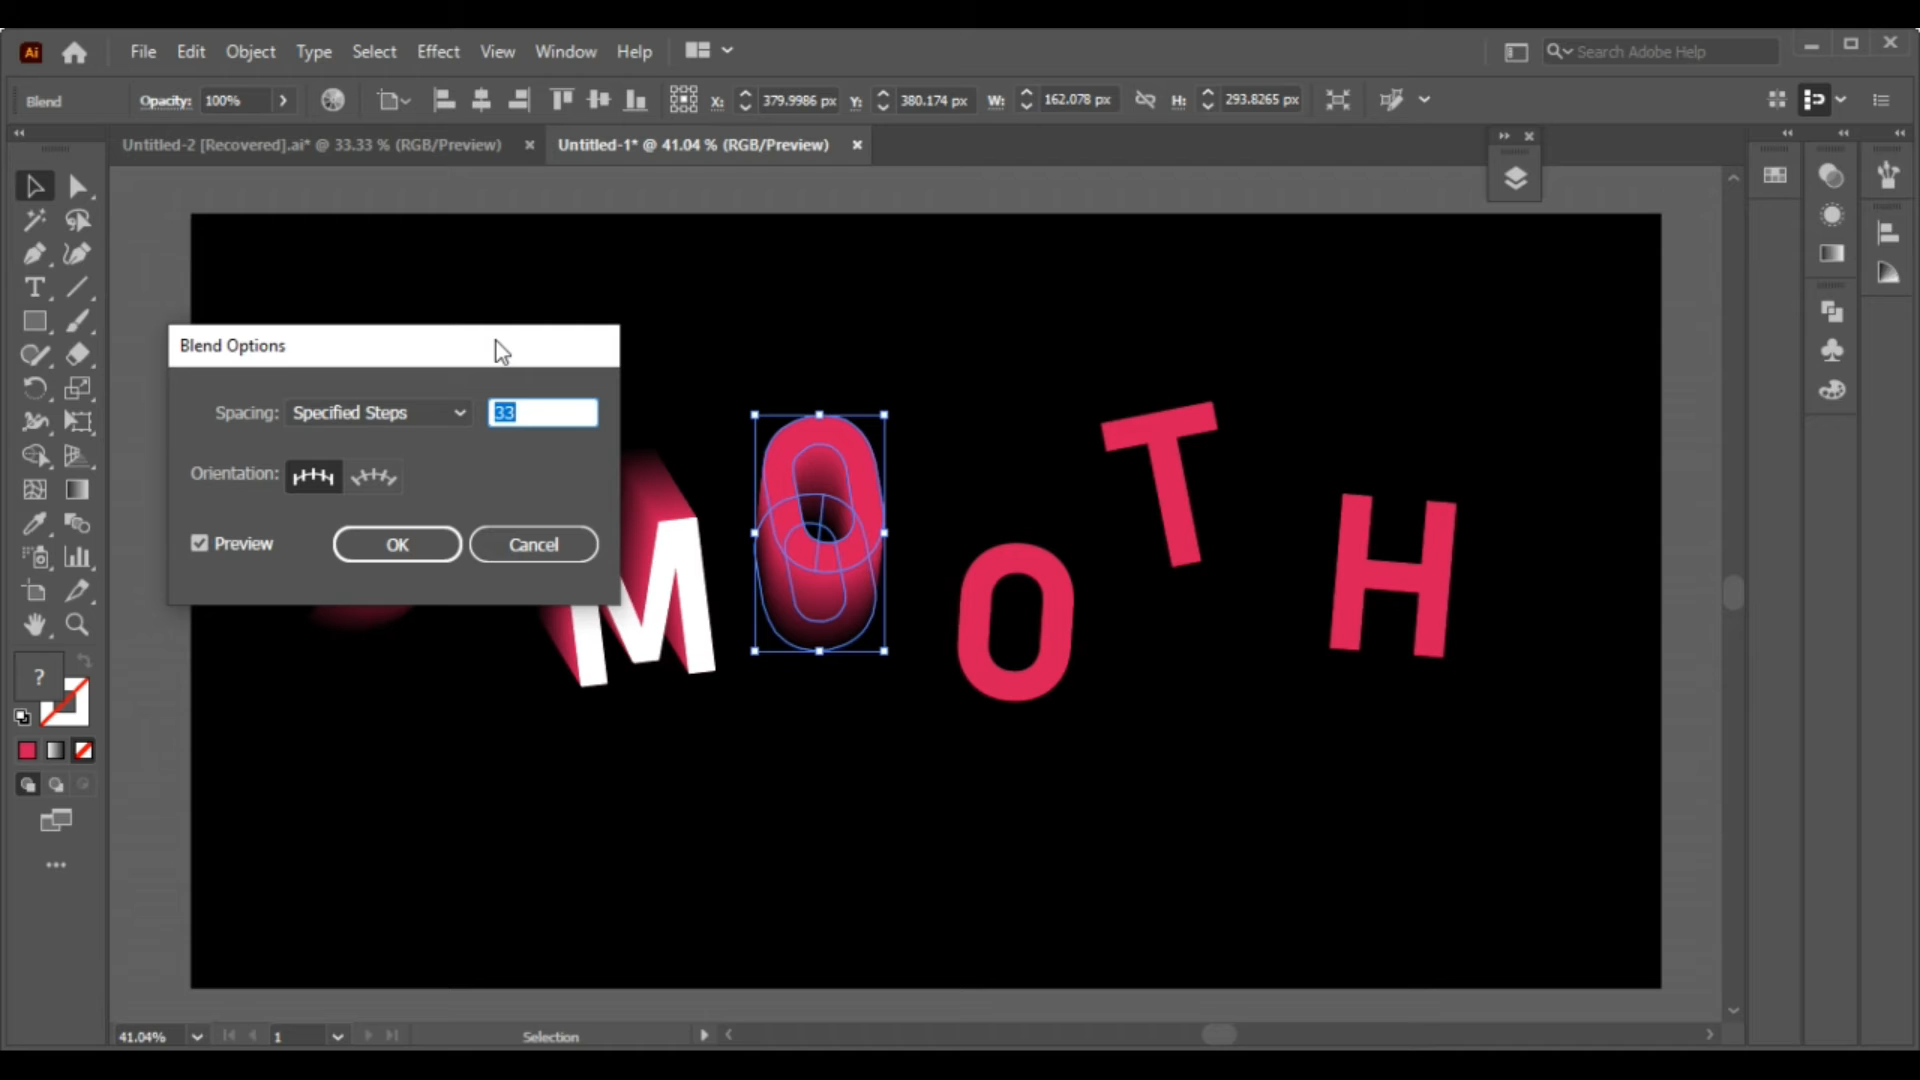 Ai File Edit Object Type Select Effect View Window Help Search Adobe Help
Blend Opacity: 100% X: 379.9986 px Y: 380.174 px W: 162.078 px H: 293.8265 px
Untitled-2 [Recovered].ai* @ 33.33 % (RGB/Preview) Untitled-1* @ 41.04 % (RGB/Preview)
Blend Options
Spacing: Specified Steps 33
Orientation:
Preview OK Cancel
M O O T H
?
41.04% 1 Selection